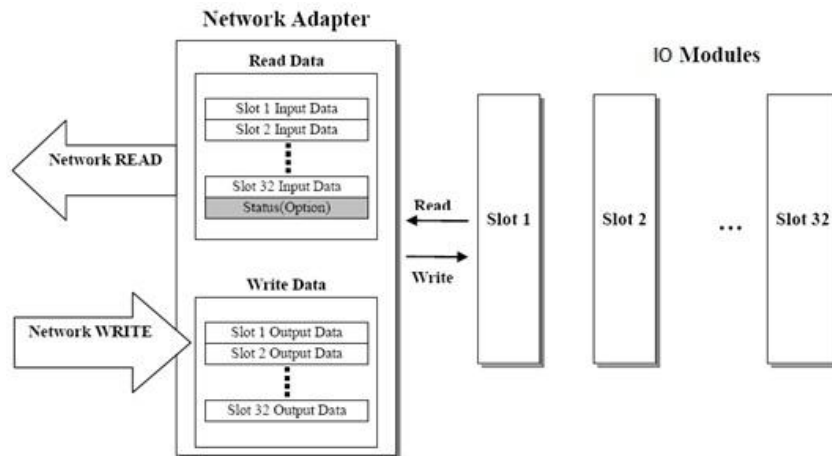 Network Adapter
Read Data
Slot 1 Input Data
Slot 2 Input Data
Slot 32 Input Data
Status(Option)
Network READ
Write Data
Slot 1 Output Data
Slot 2 Output Data
Slot 32 Output Data
Network WRITE
Read
Write
IO Modules
Slot 1
Slot 2
...
Slot 32